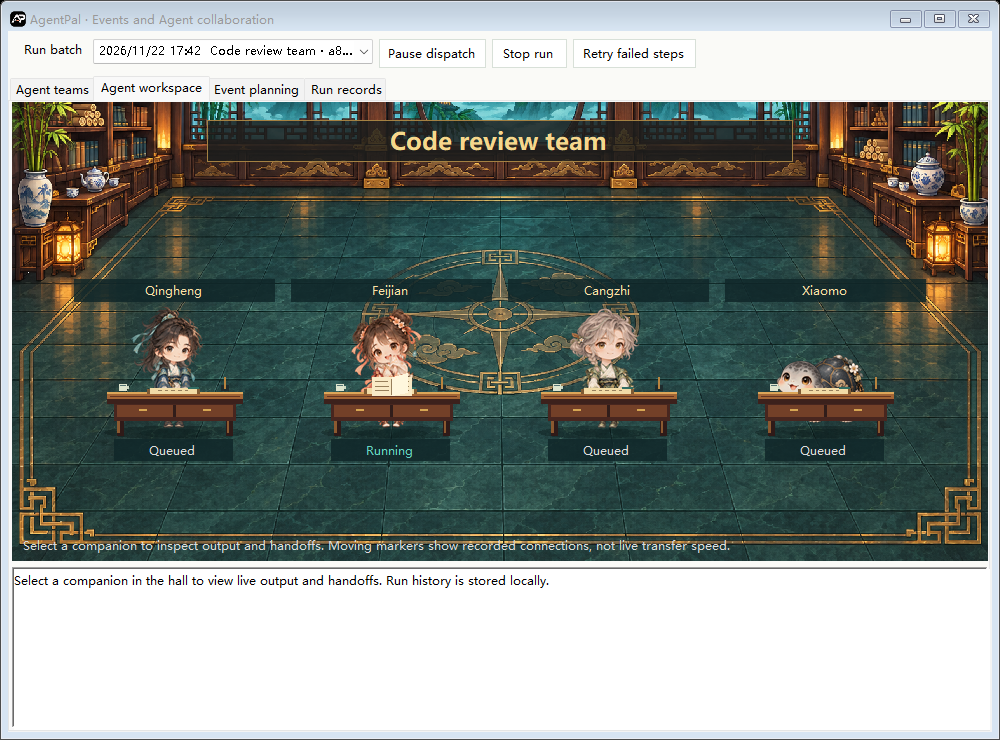 AgentPal · Events and Agent collaboration
Run batch
2026/11/22 17:42 Code review team · a8...
Pause dispatch
Stop run
Retry failed steps
Agent teams
Agent workspace
Event planning
Run records
Code review team
Qingheng
Feijian
Cangzhi
Xiaomo
Queued
Running
Queued
Queued
Select a companion to inspect output and handoffs. Moving markers show recorded connections, not live transfer speed.
Select a companion in the hall to view live output and handoffs. Run history is stored locally.